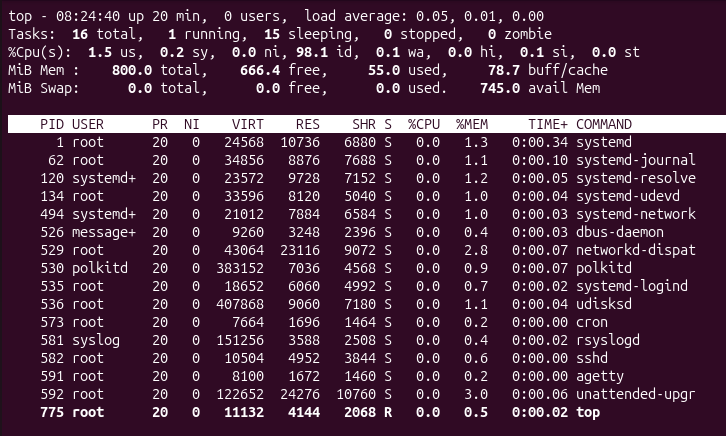 top - 08:24:40 up 20 min,  0 users,  load average: 0.05, 0.01, 0.00
Tasks:  16 total,   1 running,  15 sleeping,   0 stopped,   0 zombie
%Cpu(s):  1.5 us,  0.2 sy,  0.0 ni, 98.1 id,  0.1 wa,  0.0 hi,  0.1 si,  0.0 st
MiB Mem :    800.0 total,    666.4 free,     55.0 used,     78.7 buff/cache
MiB Swap:      0.0 total,      0.0 free,      0.0 used.    745.0 avail Mem
PID USER      PR  NI    VIRT    RES    SHR S  %CPU  %MEM     TIME+ COMMAND
1 root      20   0   24568  10736   6880 S   0.0   1.3   0:00.34 systemd
62 root      20   0   34856   8876   7688 S   0.0   1.1   0:00.10 systemd-journal
120 systemd+  20   0   23572   9728   7152 S   0.0   1.2   0:00.05 systemd-resolve
134 root      20   0   33596   8120   5040 S   0.0   1.0   0:00.04 systemd-udevd
494 systemd+  20   0   21012   7884   6584 S   0.0   1.0   0:00.03 systemd-network
526 message+  20   0    9260   3248   2396 S   0.0   0.4   0:00.03 dbus-daemon
529 root      20   0   43064  23116   9072 S   0.0   2.8   0:00.07 networkd-dispat
530 polkitd   20   0  383152   7036   4568 S   0.0   0.9   0:00.07 polkitd
535 root      20   0   18652   6060   4992 S   0.0   0.7   0:00.02 systemd-logind
536 root      20   0  407868   9060   7180 S   0.0   1.1   0:00.04 udisksd
573 root      20   0    7664   1696   1464 S   0.0   0.2   0:00.00 cron
581 syslog    20   0  151256   3588   2508 S   0.0   0.4   0:00.02 rsyslogd
582 root      20   0   10504   4952   3844 S   0.0   0.6   0:00.00 sshd
591 root      20   0    8100   1672   1460 S   0.0   0.2   0:00.00 agetty
592 root      20   0  122652  24276  10760 S   0.0   3.0   0:00.06 unattended-upgr
775 root      20   0   11132   4144   2068 R   0.0   0.5   0:00.02 top